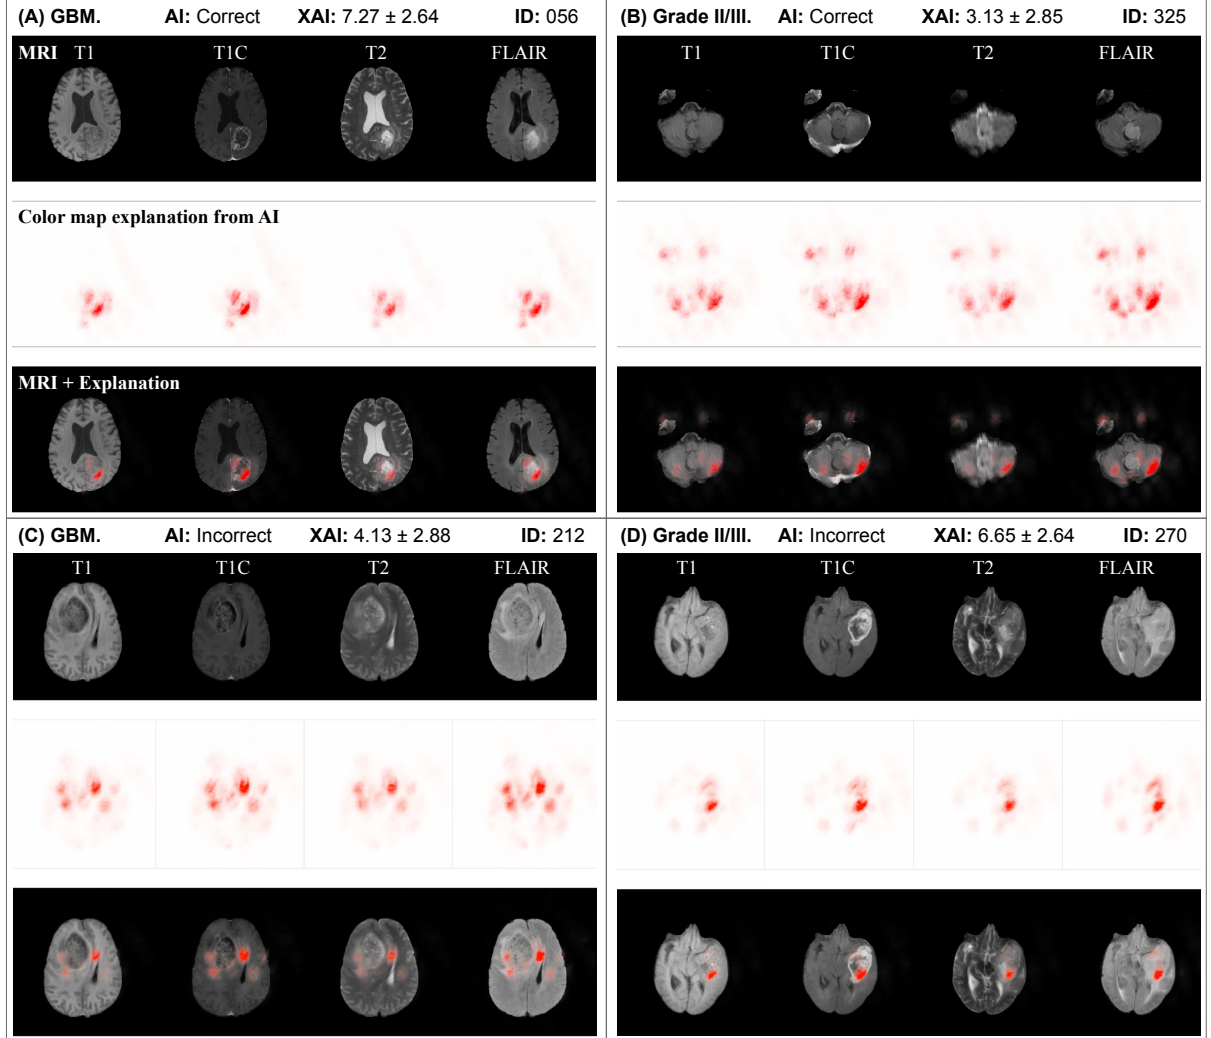 (A) GBM. AI: Correct XAI: 7.27 ± 2.64 ID: 056
MRI T1 T1C T2 FLAIR
Color map explanation from AI
MRI + Explanation
(B) Grade II/III. AI: Correct XAI: 3.13 ± 2.85 ID: 325
T1 T1C T2 FLAIR
(C) GBM. AI: Incorrect XAI: 4.13 ± 2.88 ID: 212
T1 T1C T2 FLAIR
(D) Grade II/III. AI: Incorrect XAI: 6.65 ± 2.64 ID: 270
T1 T1C T2 FLAIR